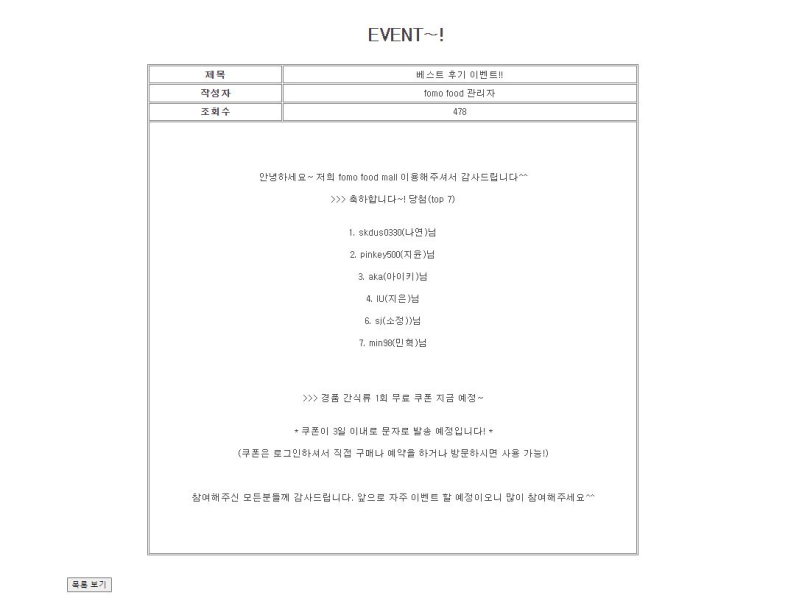 EVENT~!
제목 베스트 후기 이벤트!!
작성자 fomo food 관리자
조회수 478
안녕하세요~ 저희 fomo food mall 이용해주셔서 감사드립니다^^
>>> 축하합니다~! 당첨(top 7)
1. skdus0330(나연)님
2. pinkey500(지윤)님
3. aka(아이키)님
4. IU(지은)님
6. sj(소정))님
7. min98(민혁)님
>>> 경품 간식류 1회 무료 쿠폰 지금 예정~
* 쿠폰이 3일 이내로 문자로 발송 예정입니다! *
(쿠폰은 로그인하셔서 직접 구매나 예약을 하거나 방문하시면 사용 가능!)
참여해주신 모든분들께 감사드립니다. 앞으로 자주 이벤트 할 예정이오니 많이 참여해주세요^^
목록 보기